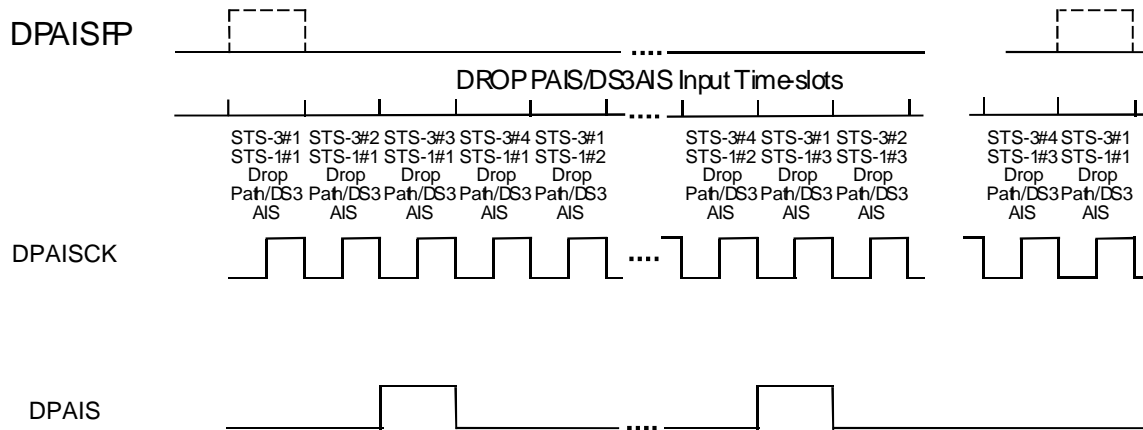 DPAISFP
....
DROP PAIS/DS3AIS Input Time-slots
....
STS-3#1 STS-3#2 STS-3#3 STS-3#4 STS-3#1 STS-3#4 STS-3#1 STS-3#2 STS-3#4 STS-3#1
STS-1#1 STS-1#1 STS-1#1 STS-1#1 STS-1#2 STS-1#2 STS-1#3 STS-1#3 STS-1#3 STS-1#1
Drop Drop Drop Drop Drop Drop Drop Drop Drop Drop
Path/DS3 Path/DS3 Path/DS3 Path/DS3 Path/DS3 Path/DS3 Path/DS3 Path/DS3 Path/DS3 Path/DS3
AIS AIS AIS AIS AIS AIS AIS AIS AIS AIS
DPAISCK
....
DPAIS
....